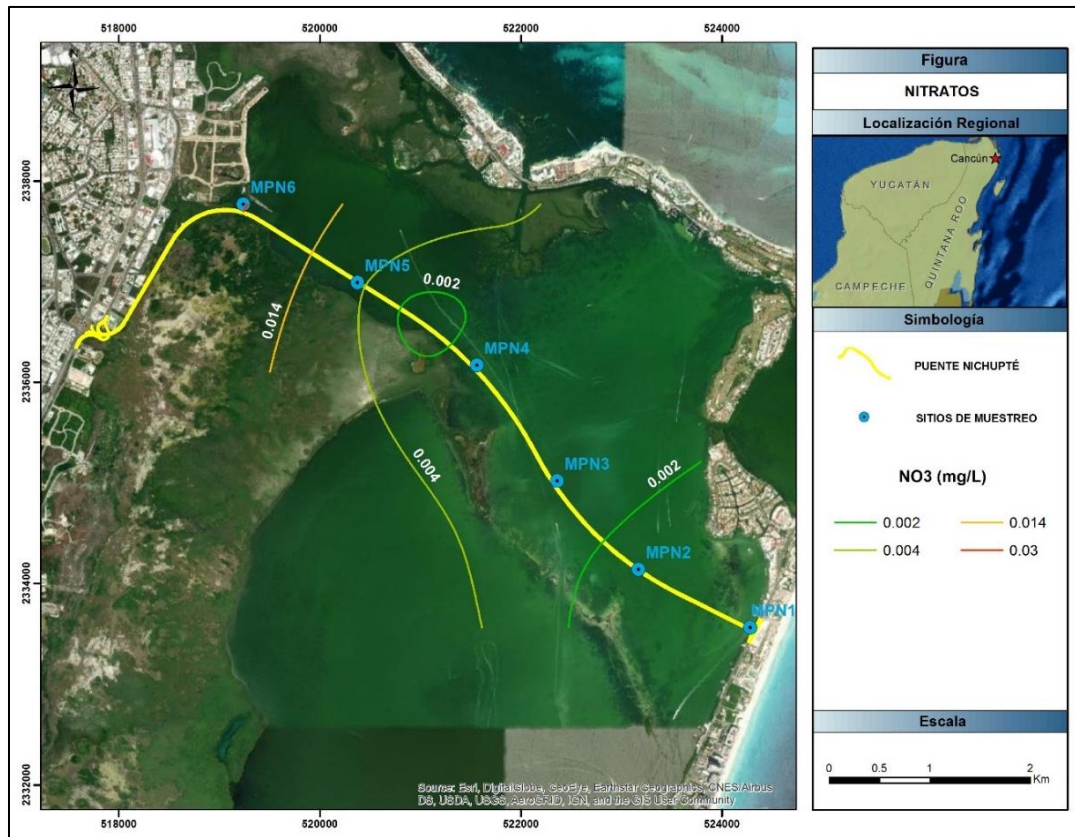 518000
520000
522000
524000
2338000
2336000
2334000
2332000
MPN6
MPN5
0.002
0.014
MPN4
0.004
MPN3
0.002
MPN2
MPN1
Source: Esri, DigitalGlobe, GeoEye, Earthstar Geographics, CNES/Airbus
DS, USDA, USGS, AeroGRID, IGN, and the GIS User Community
518000
520000
522000
524000
Figura
NITRATOS
Localización Regional
Cancún
YUCATÁN
QUINTANA ROO
CAMPECHE
Simbología
PUENTE NICHUPTÉ
SITIOS DE MUESTREO
NO3 (mg/L)
0.002
0.014
0.004
0.03
Escala
0 0.5 1 2
Km